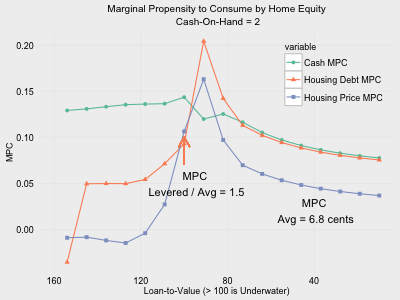 Marginal Propensity to Consume by Home Equity
Cash-On-Hand = 2
variable
Cash MPC
Housing Debt MPC
Housing Price MPC
MPC
0.20
0.15
0.10
0.05
0.00
MPC
Levered / Avg = 1.5
MPC
Avg = 6.8 cents
160
120
80
40
Loan-to-Value (> 100 is Underwater)